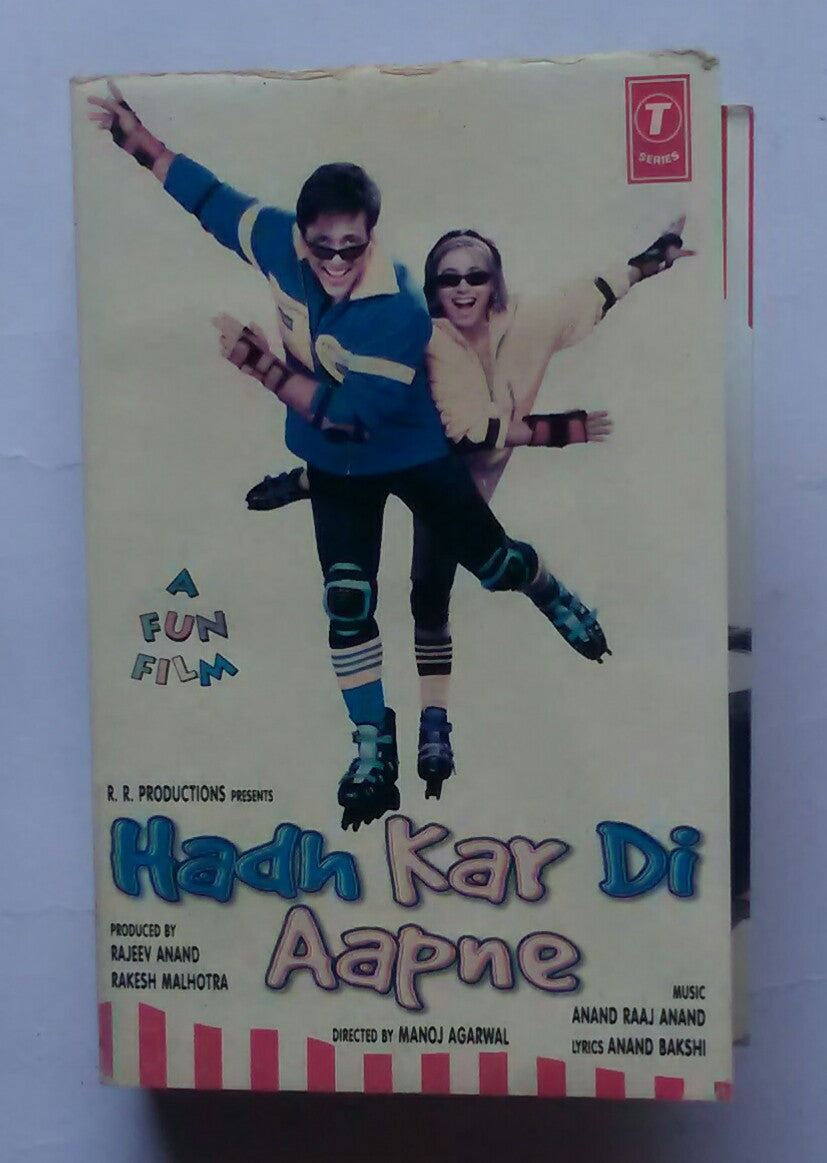 T
SERIES
A
FUN
FILM
R. R. PRODUCTIONS PRESENTS
Hadh Kar Di
Aapne
PRODUCED BY
RAJEEV ANAND
RAKESH MALHOTRA
DIRECTED BY MANOJ AGARWAL
MUSIC
ANAND RAAJ ANAND
LYRICS ANAND BAKSHI